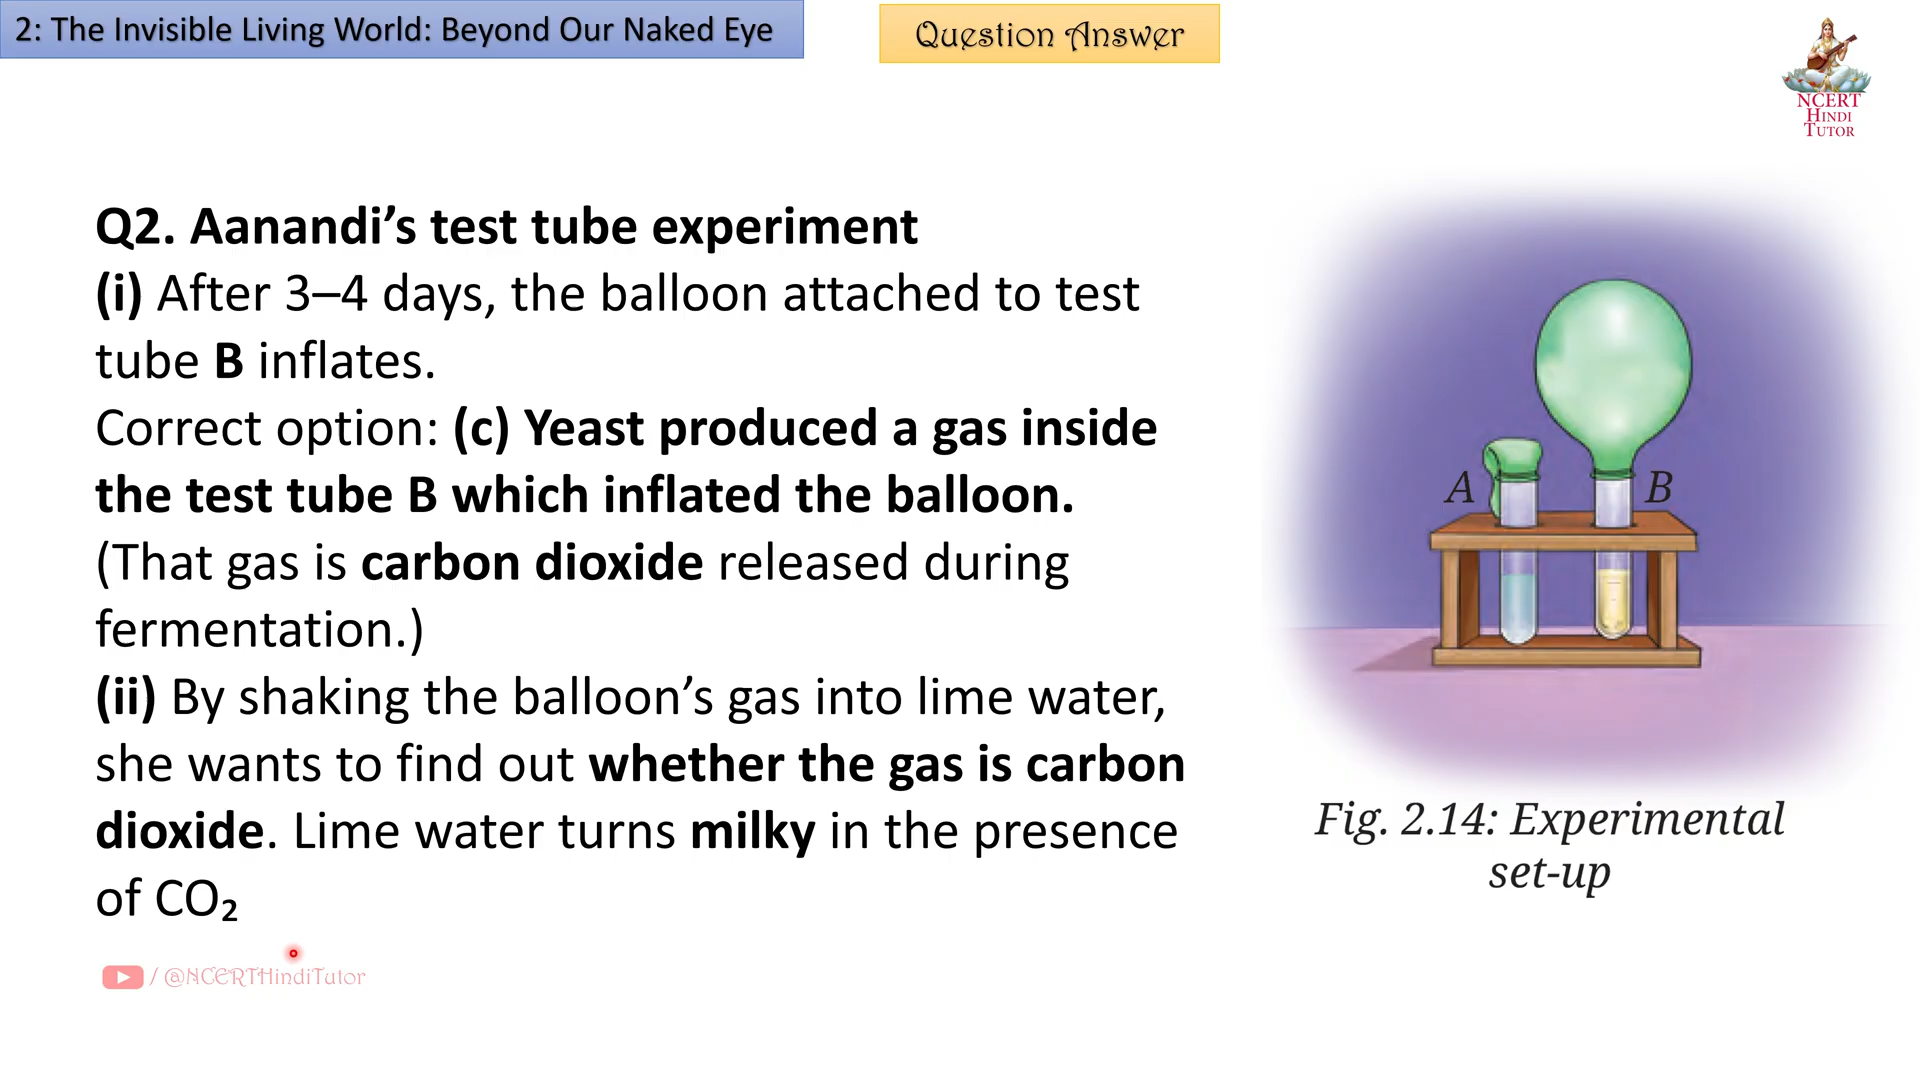 2: The Invisible Living World: Beyond Our Naked Eye
Question Answer
NCERT
HINDI
TUTOR
Q2. Aanandi’s test tube experiment
(i) After 3–4 days, the balloon attached to test
tube B inflates.
Correct option: (c) Yeast produced a gas inside
the test tube B which inflated the balloon.
(That gas is carbon dioxide released during
fermentation.)
(ii) By shaking the balloon’s gas into lime water,
she wants to find out whether the gas is carbon
dioxide. Lime water turns milky in the presence
of CO₂
A
B
Fig. 2.14: Experimental
set-up
/ @NCERTHindiTutor